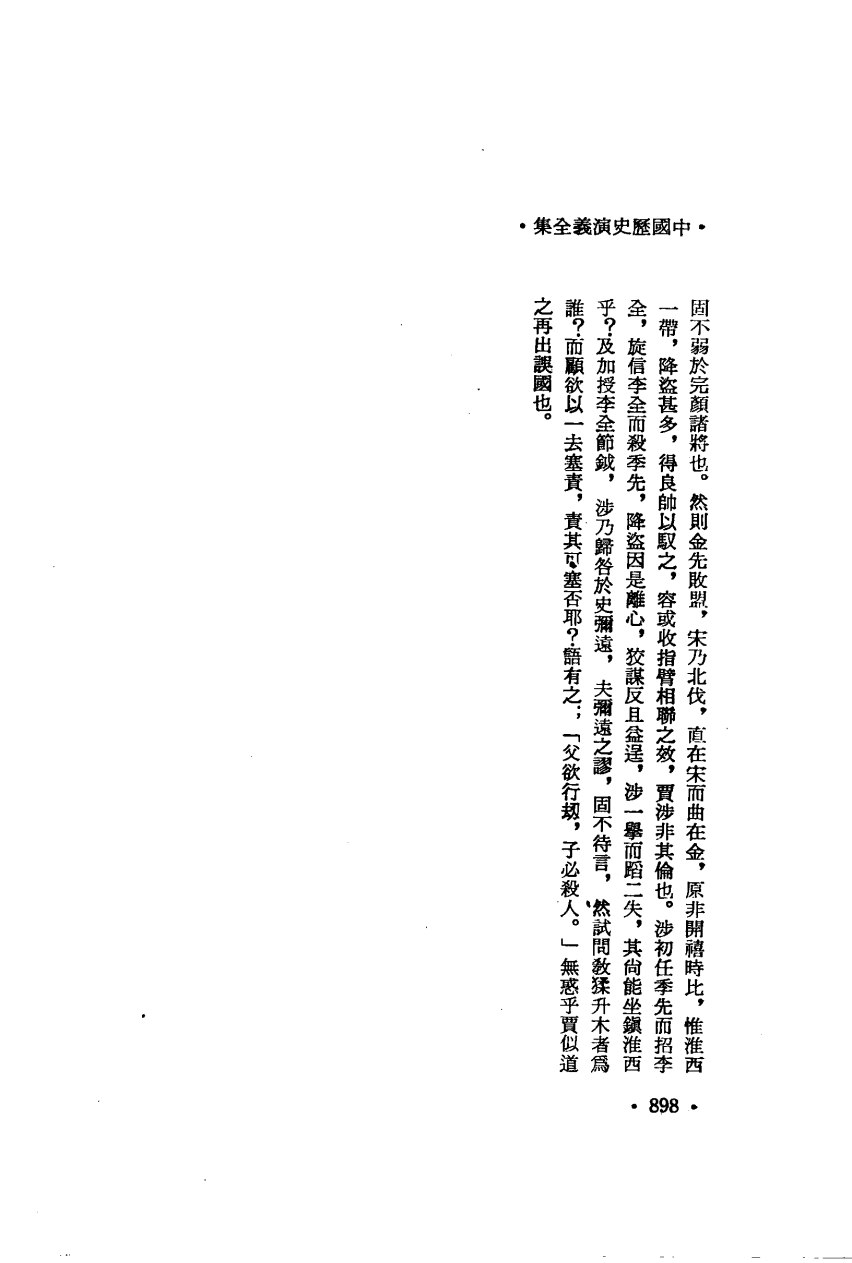 ·中國歷史演義全集·
固不弱於完顏諸將也。然則金先敗盟，宋乃北伐，直在宋而曲在金，原非開禧時比，惟淮西
一帶，降盜甚多，得良帥以馭之，容或收指臂相聯之效，賈涉非其倫也。涉初任季先而招李
全，旋信李全而殺季先，降盜因是離心，狡謀反且益逞，涉一舉而蹈二失，其尙能坐鎭淮西
乎？及加授李全節鉞，涉乃歸咎於史彌遠，夫彌遠之謬，固不待言，然試問敎猱升木者爲
誰？而顧欲以一去塞責，責其可塞否耶？語有之；「父欲行刼，子必殺人。」無惑乎賈似道
之再出誤國也。
·898·